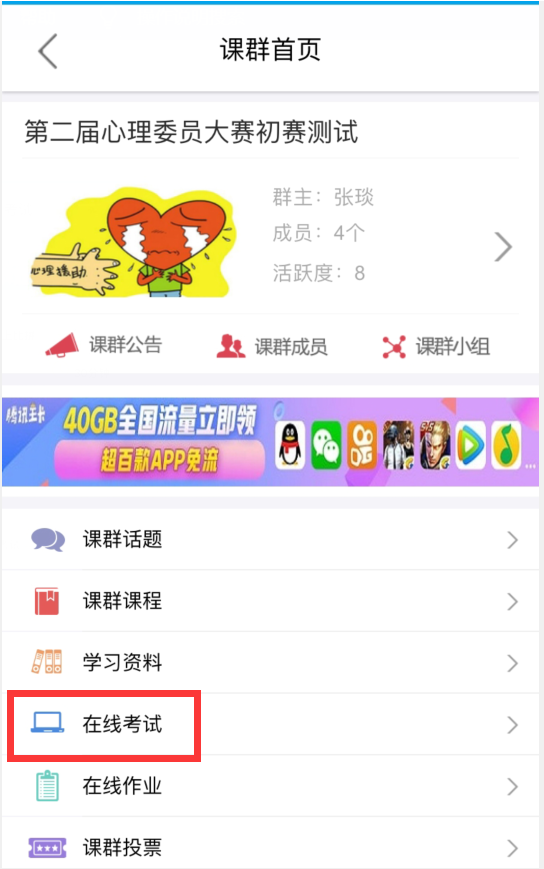 课群首页
第二届心理委员大赛初赛测试
心理援助
群主：张琰
成员：4个
活跃度：8
课群公告
课群成员
课群小组
腾讯王卡
40GB全国流量立即领
超百款APP免流
课群话题
课群课程
学习资料
在线考试
在线作业
课群投票